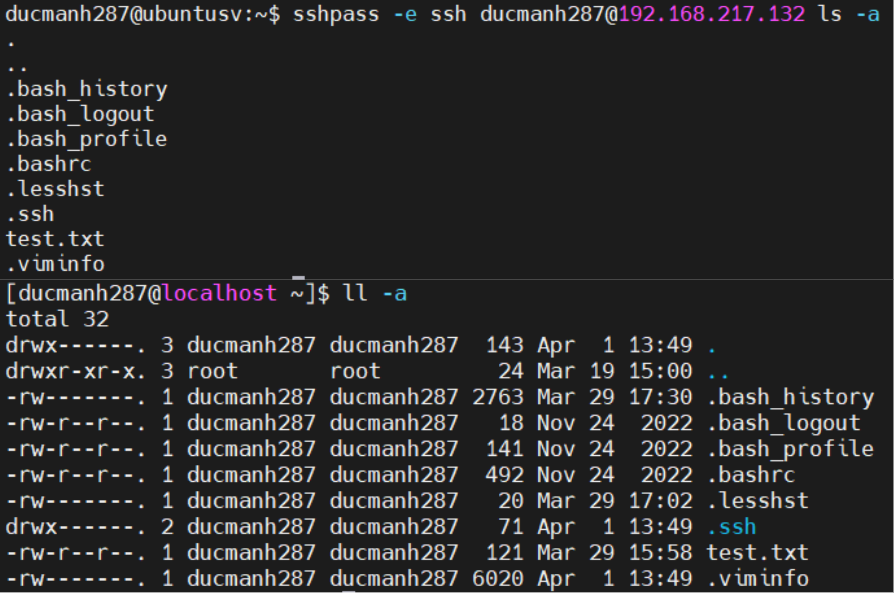 ducmanh287@ubuntusv:~$ sshpass -e ssh ducmanh287@192.168.217.132 ls -a
.
..
.bash_history
.bash_logout
.bash_profile
.bashrc
.lesshst
.ssh
test.txt
.viminfo
[ducmanh287@localhost ~]$ ll -a
total 32
drwx------. 3 ducmanh287 ducmanh287  143 Apr  1 13:49 .
drwxr-xr-x. 3 root       root         24 Mar 19 15:00 ..
-rw-------. 1 ducmanh287 ducmanh287 2763 Mar 29 17:30 .bash_history
-rw-r--r--. 1 ducmanh287 ducmanh287   18 Nov 24  2022 .bash_logout
-rw-r--r--. 1 ducmanh287 ducmanh287  141 Nov 24  2022 .bash_profile
-rw-r--r--. 1 ducmanh287 ducmanh287  492 Nov 24  2022 .bashrc
-rw-------. 1 ducmanh287 ducmanh287   20 Mar 29 17:02 .lesshst
drwx------. 2 ducmanh287 ducmanh287   71 Apr  1 13:49 .ssh
-rw-r--r--. 1 ducmanh287 ducmanh287  121 Mar 29 15:58 test.txt
-rw-------. 1 ducmanh287 ducmanh287 6020 Apr  1 13:49 .viminfo